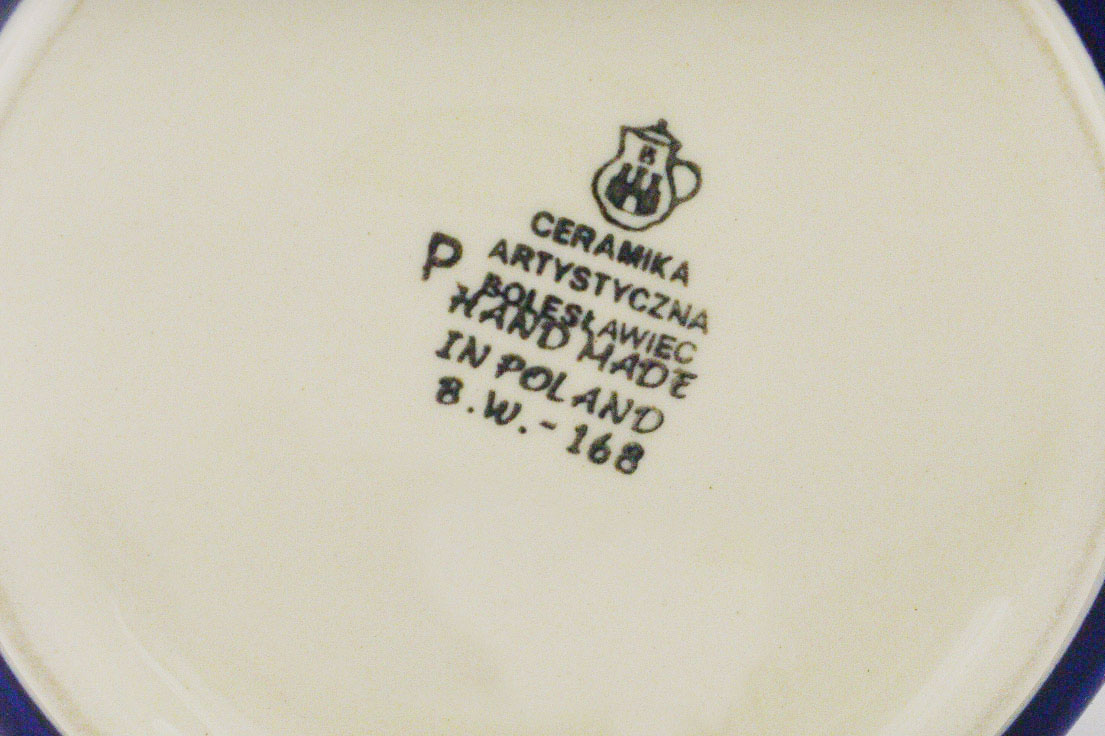 B
CERAMIKA
ARTYSTYCZNA
BOLESŁAWIEC
P
HAND MADE
IN POLAND
B.W.-168